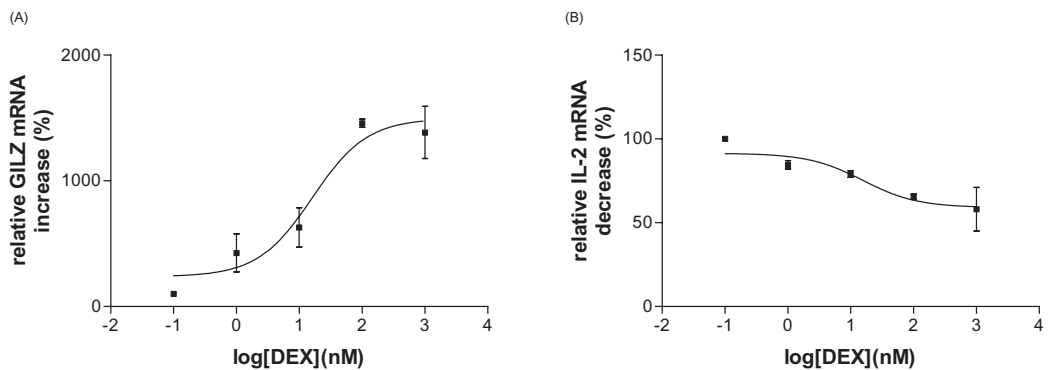 (A)
relative GILZ mRNA
increase (%)
2000
1000
0
-2
-1
0
1
2
3
4
log[DEX](nM)
(B)
relative IL-2 mRNA
decrease (%)
150
100
50
0
-2
-1
0
1
2
3
4
log[DEX](nM)